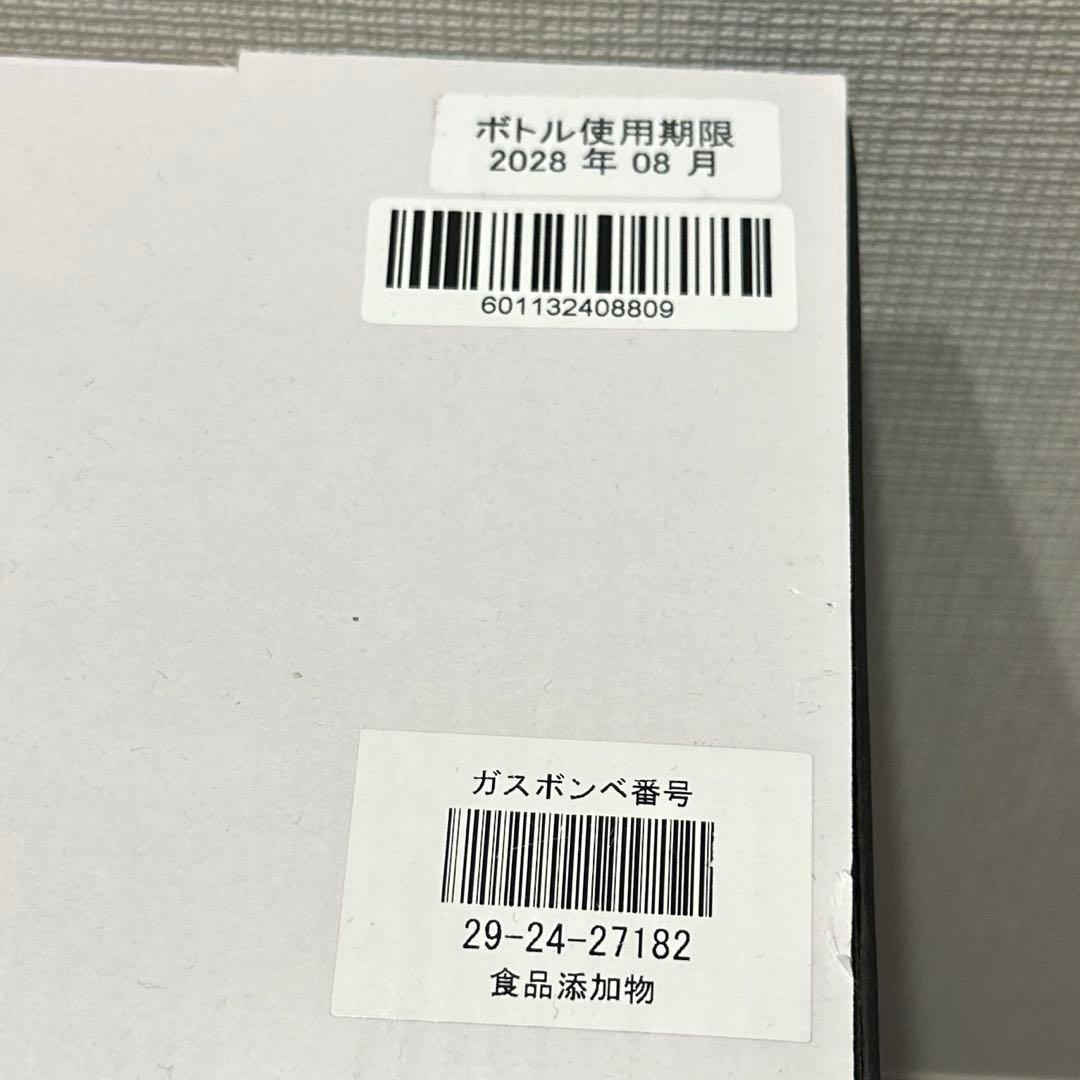 ボトル使用期限
2028 年 08 月
601132408809
ガスボンベ番号
29-24-27182
食品添加物